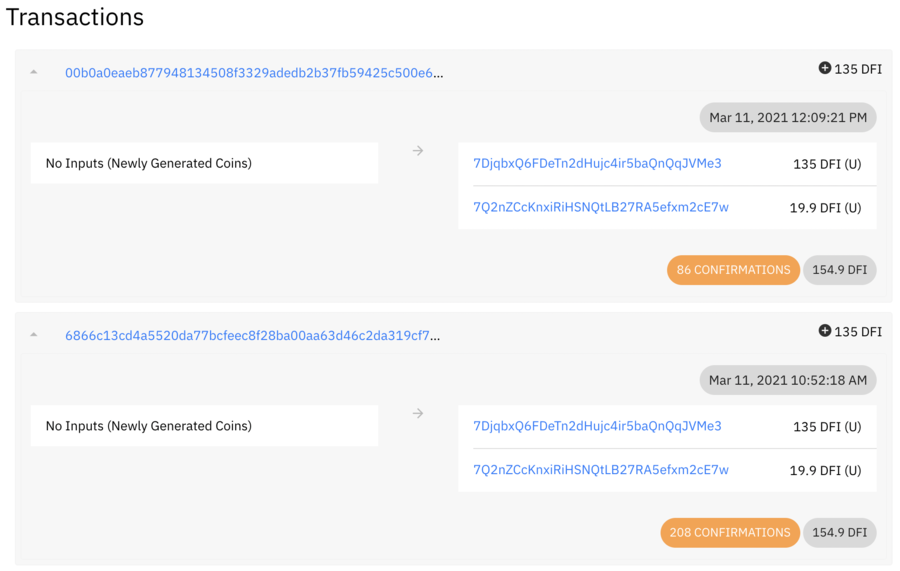 Transactions
00b0a0eaeb877948134508f3329adedb2b37fb59425c500e6...
135 DFI
Mar 11, 2021 12:09:21 PM
No Inputs (Newly Generated Coins)
7DjqbxQ6FDeTn2dHujc4ir5baQnQqJVMe3 135 DFI (U)
7Q2nZCcKnxiRiHSNQtLB27RA5efxm2cE7w 19.9 DFI (U)
86 CONFIRMATIONS 154.9 DFI
6866c13cd4a5520da77bcfeec8f28ba00aa63d46c2da319cf7...
135 DFI
Mar 11, 2021 10:52:18 AM
No Inputs (Newly Generated Coins)
7DjqbxQ6FDeTn2dHujc4ir5baQnQqJVMe3 135 DFI (U)
7Q2nZCcKnxiRiHSNQtLB27RA5efxm2cE7w 19.9 DFI (U)
208 CONFIRMATIONS 154.9 DFI